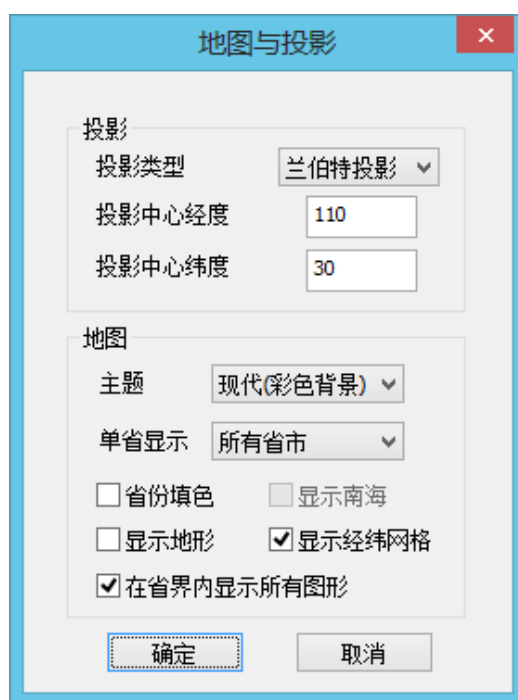 地图与投影
投影
投影类型 兰伯特投影
投影中心经度 110
投影中心纬度 30
地图
主题 现代(彩色背景)
单省显示 所有省市
省份填色 显示南海
显示地形 显示经纬网格
在省界内显示所有图形
确定 取消